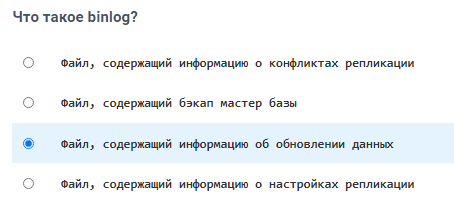 Что такое binlog?
Файл, содержащий информацию о конфликтах репликации
Файл, содержащий бэкап мастер базы
Файл, содержащий информацию об обновлении данных
Файл, содержащий информацию о настройках репликации